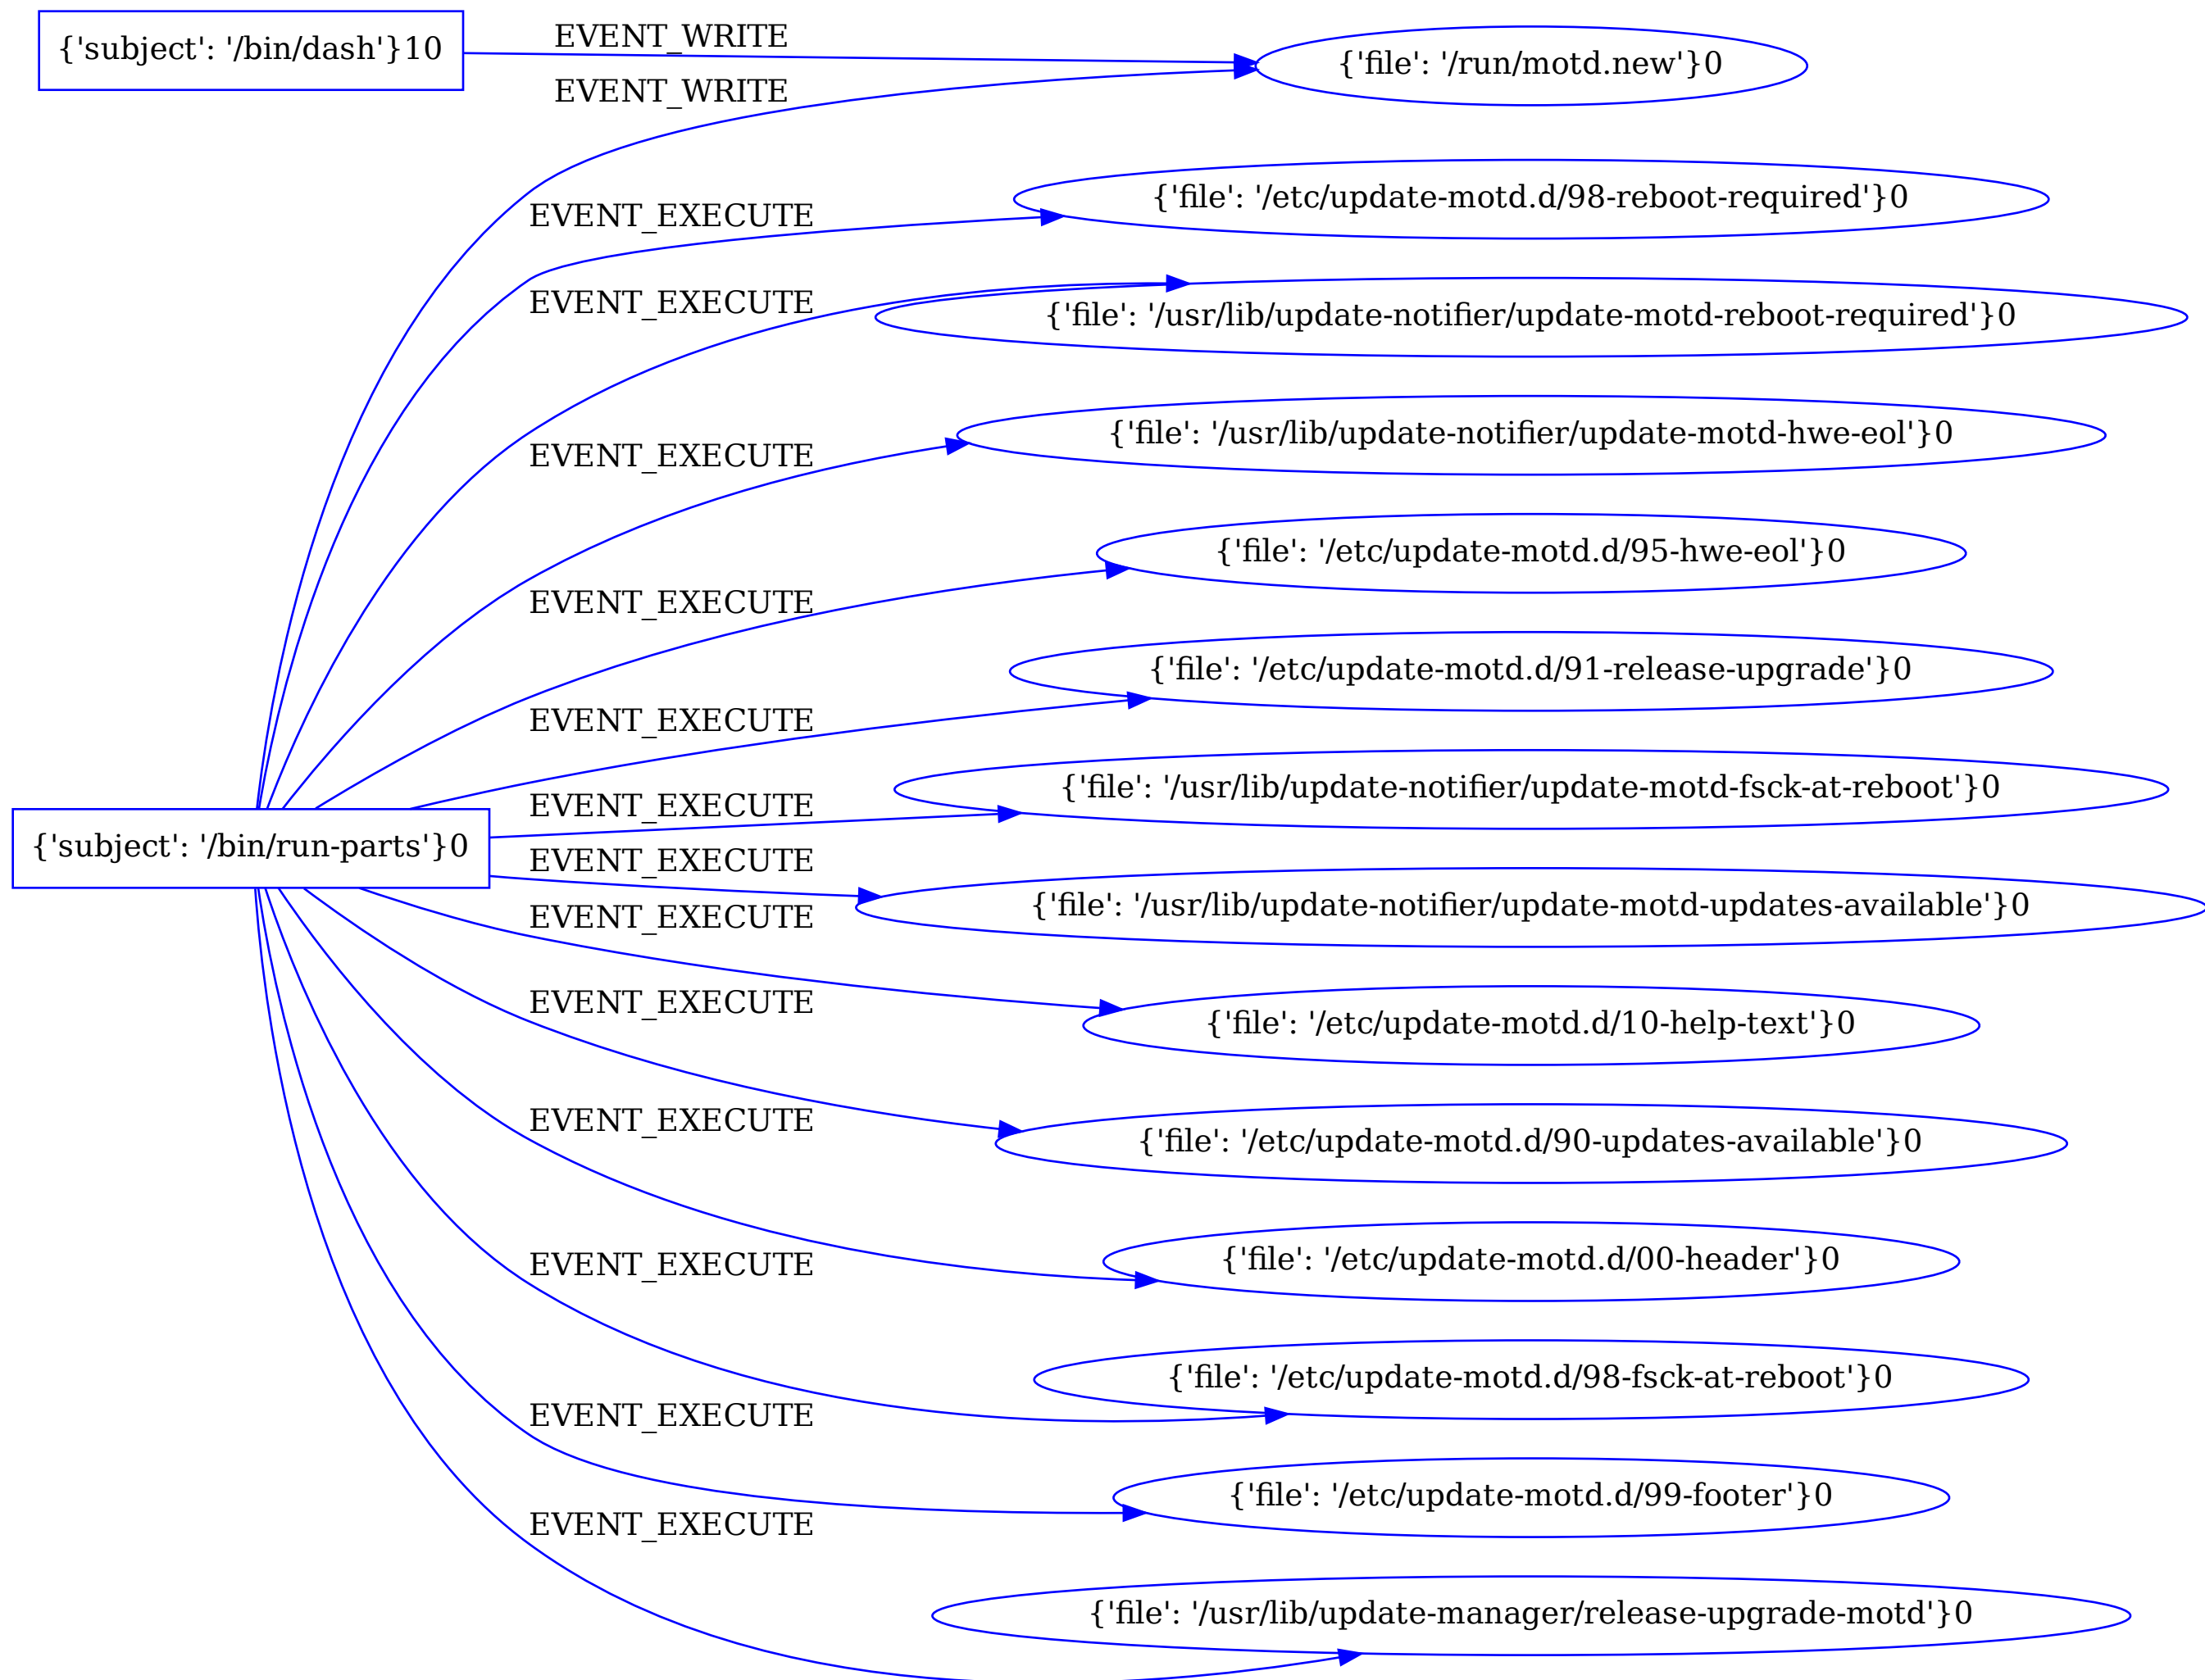 {'subject': '/bin/dash'}10
EVENT_WRITE
{'file': '/run/motd.new'}0
EVENT_WRITE
{'file': '/etc/update-motd.d/98-reboot-required'}0
EVENT_EXECUTE
EVENT_EXECUTE
{'file': '/usr/lib/update-notifier/update-motd-reboot-required'}0
{'file': '/usr/lib/update-notifier/update-motd-hwe-eol'}0
EVENT_EXECUTE
{'file': '/etc/update-motd.d/95-hwe-eol'}0
EVENT_EXECUTE
{'file': '/etc/update-motd.d/91-release-upgrade'}0
EVENT_EXECUTE
{'file': '/usr/lib/update-notifier/update-motd-fsck-at-reboot'}0
EVENT_EXECUTE
{'subject': '/bin/run-parts'}0
EVENT_EXECUTE
{'file': '/usr/lib/update-notifier/update-motd-updates-available'}0
EVENT_EXECUTE
EVENT_EXECUTE
{'file': '/etc/update-motd.d/10-help-text'}0
EVENT_EXECUTE
{'file': '/etc/update-motd.d/90-updates-available'}0
{'file': '/etc/update-motd.d/00-header'}0
EVENT_EXECUTE
{'file': '/etc/update-motd.d/98-fsck-at-reboot'}0
EVENT_EXECUTE
{'file': '/etc/update-motd.d/99-footer'}0
EVENT_EXECUTE
{'file': '/usr/lib/update-manager/release-upgrade-motd'}0